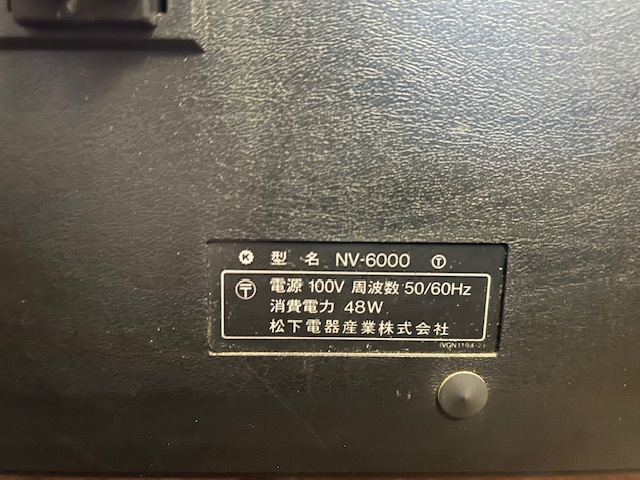 Ⓚ 型名 NV-6000 Ⓣ
〒 電源 100V 周波数 50/60Hz
消費電力 48W
松下電器産業株式会社